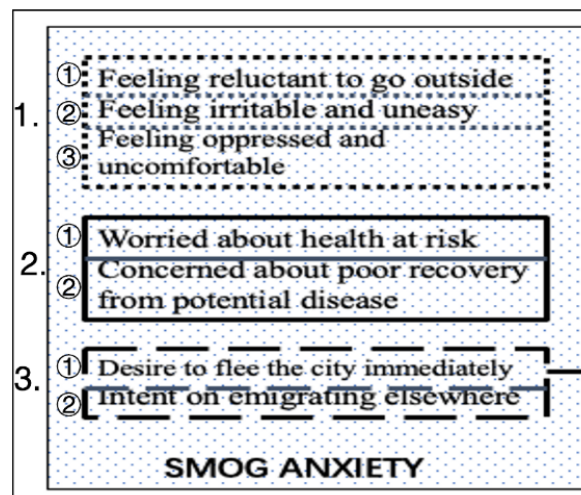 1.
① Feeling reluctant to go outside
② Feeling irritable and uneasy
③ Feeling oppressed and
uncomfortable
2.
① Worried about health at risk
② Concerned about poor recovery
from potential disease
3.
① Desire to flee the city immediately
② Intent on emigrating elsewhere
SMOG ANXIETY